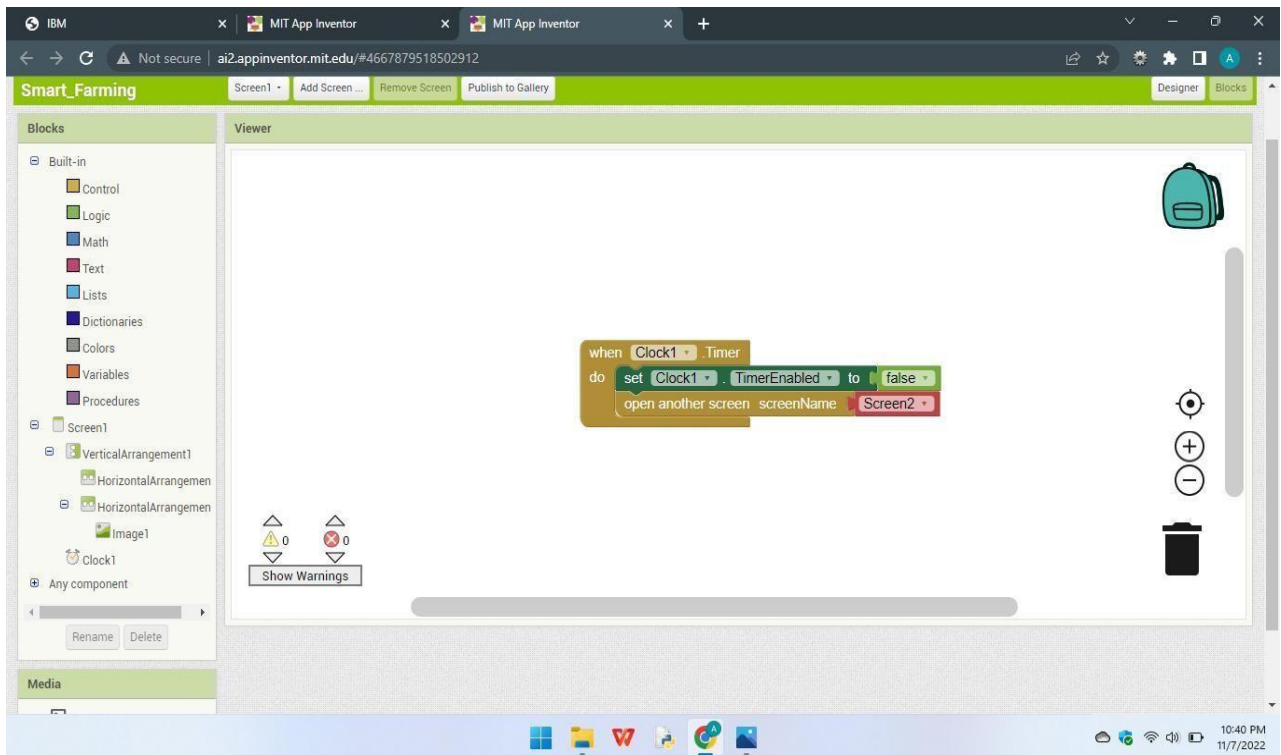 IBM
MIT App Inventor
MIT App Inventor
Not secure
ai2.appinventor.mit.edu/#4667879518502912
A
Smart_Farming
Screen1
Add Screen ...
Remove Screen
Publish to Gallery
Designer
Blocks
Blocks
Viewer
Built-in
Control
Logic
Math
Text
Lists
Dictionaries
Colors
Variables
Procedures
Screen1
VerticalArrangement1
HorizontalArrangemen
HorizontalArrangemen
Image1
Clock1
Any component
Rename
Delete
Media
when Clock1 .Timer
do set Clock1 . TimerEnabled to false
open another screen screenName Screen2
0
0
Show Warnings
W
A
10:40 PM
11/7/2022